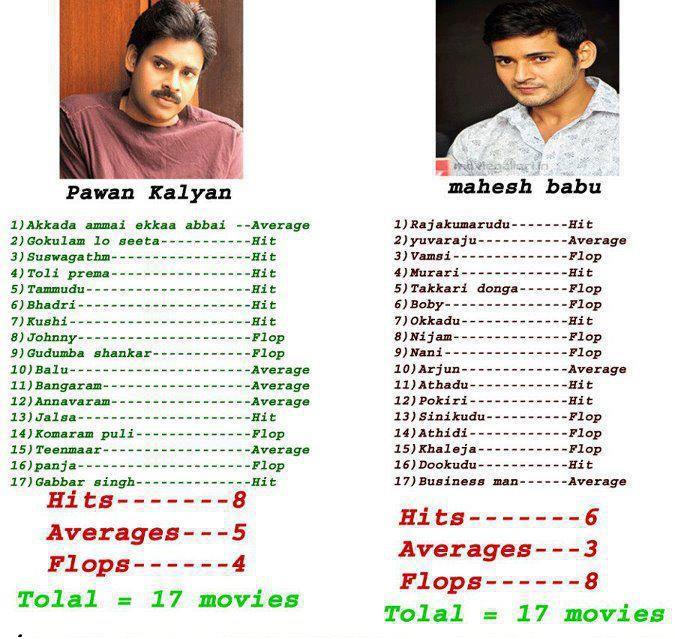 Pawan Kalyan
1)Akkada ammai ekkaa abbai --Average
2)Gokulam lo seeta-----------Hit
3)Suswagathm-----------------Hit
4)Toli prema-----------------Hit
5)Tammudu--------------------Hit
6)Bhadri---------------------Hit
7)Kushi----------------------Hit
8)Johnny---------------------Flop
9)Gudumba shankar------------Flop
10)Balu----------------------Average
11)Bangaram------------------Average
12)Annavaram-----------------Average
13)Jalsa---------------------Hit
14)Komaram puli--------------Flop
15)Teenmaar------------------Average
16)panja---------------------Flop
17)Gabbar singh--------------Hit
Hits-------8
Averages---5
Flops------4
Tolal = 17 movies
mahesh babu
1)Rajakumarudu-------Hit
2)yuvaraju-----------Average
3)Vamsi--------------Flop
4)Murari-------------Hit
5)Takkari donga------Flop
6)Boby---------------Flop
7)Okkadu-------------Hit
8)Nijam--------------Flop
9)Nani---------------Flop
10)Arjun-------------Average
11)Athadu------------Hit
12)Pokiri------------Hit
13)Sinikudu----------Flop
14)Athidi------------Flop
15)Khaleja-----------Flop
16)Dookudu-----------Hit
17)Business man------Average
Hits-------6
Averages---3
Flops------8
Tolal = 17 movies